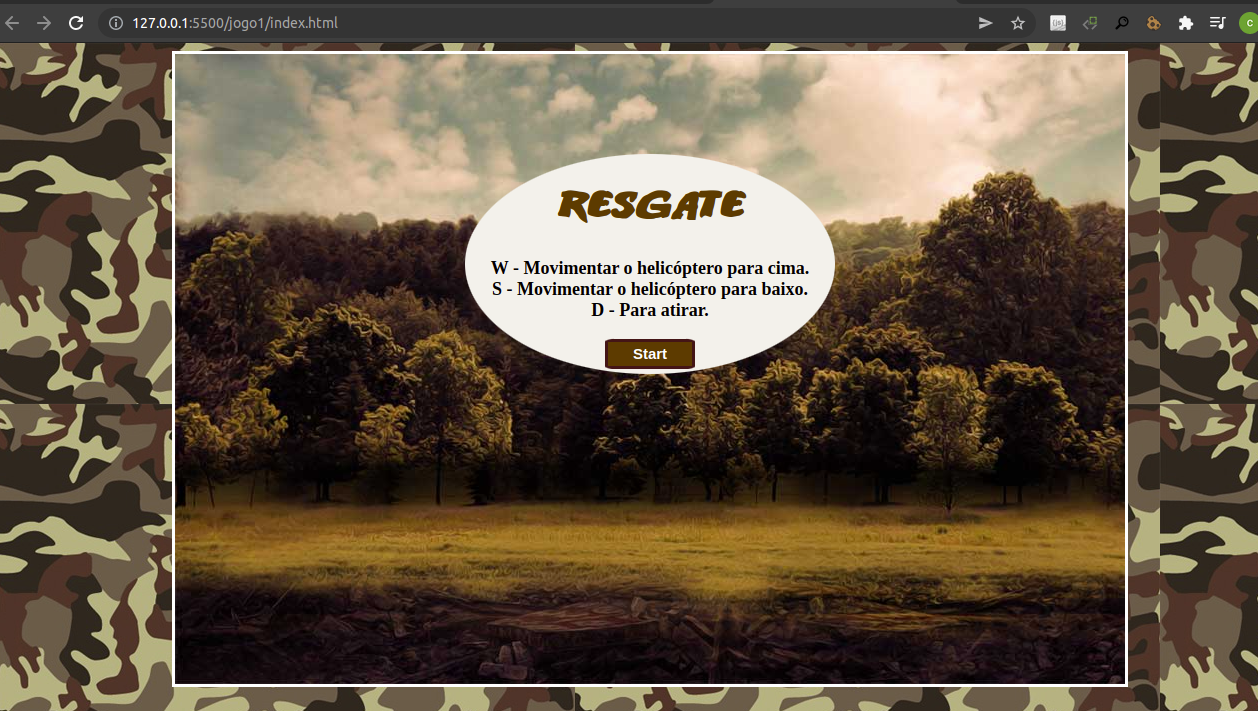 127.0.0.1:5500/jogo1/index.html
RESGATE
W - Movimentar o helicóptero para cima.
S - Movimentar o helicóptero para baixo.
D - Para atirar.
Start